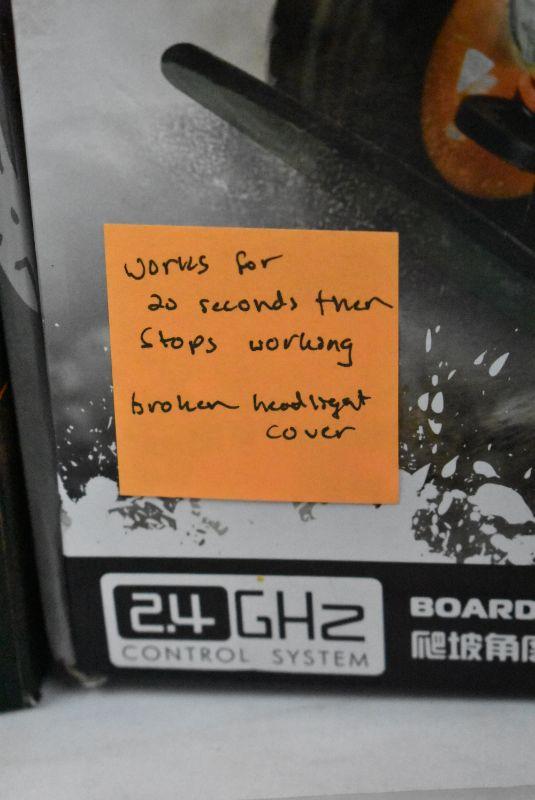 works for
20 seconds then
Stops working
broken headlight
cover
2.4 GHz
CONTROL SYSTEM
BOARD
爬坡角度